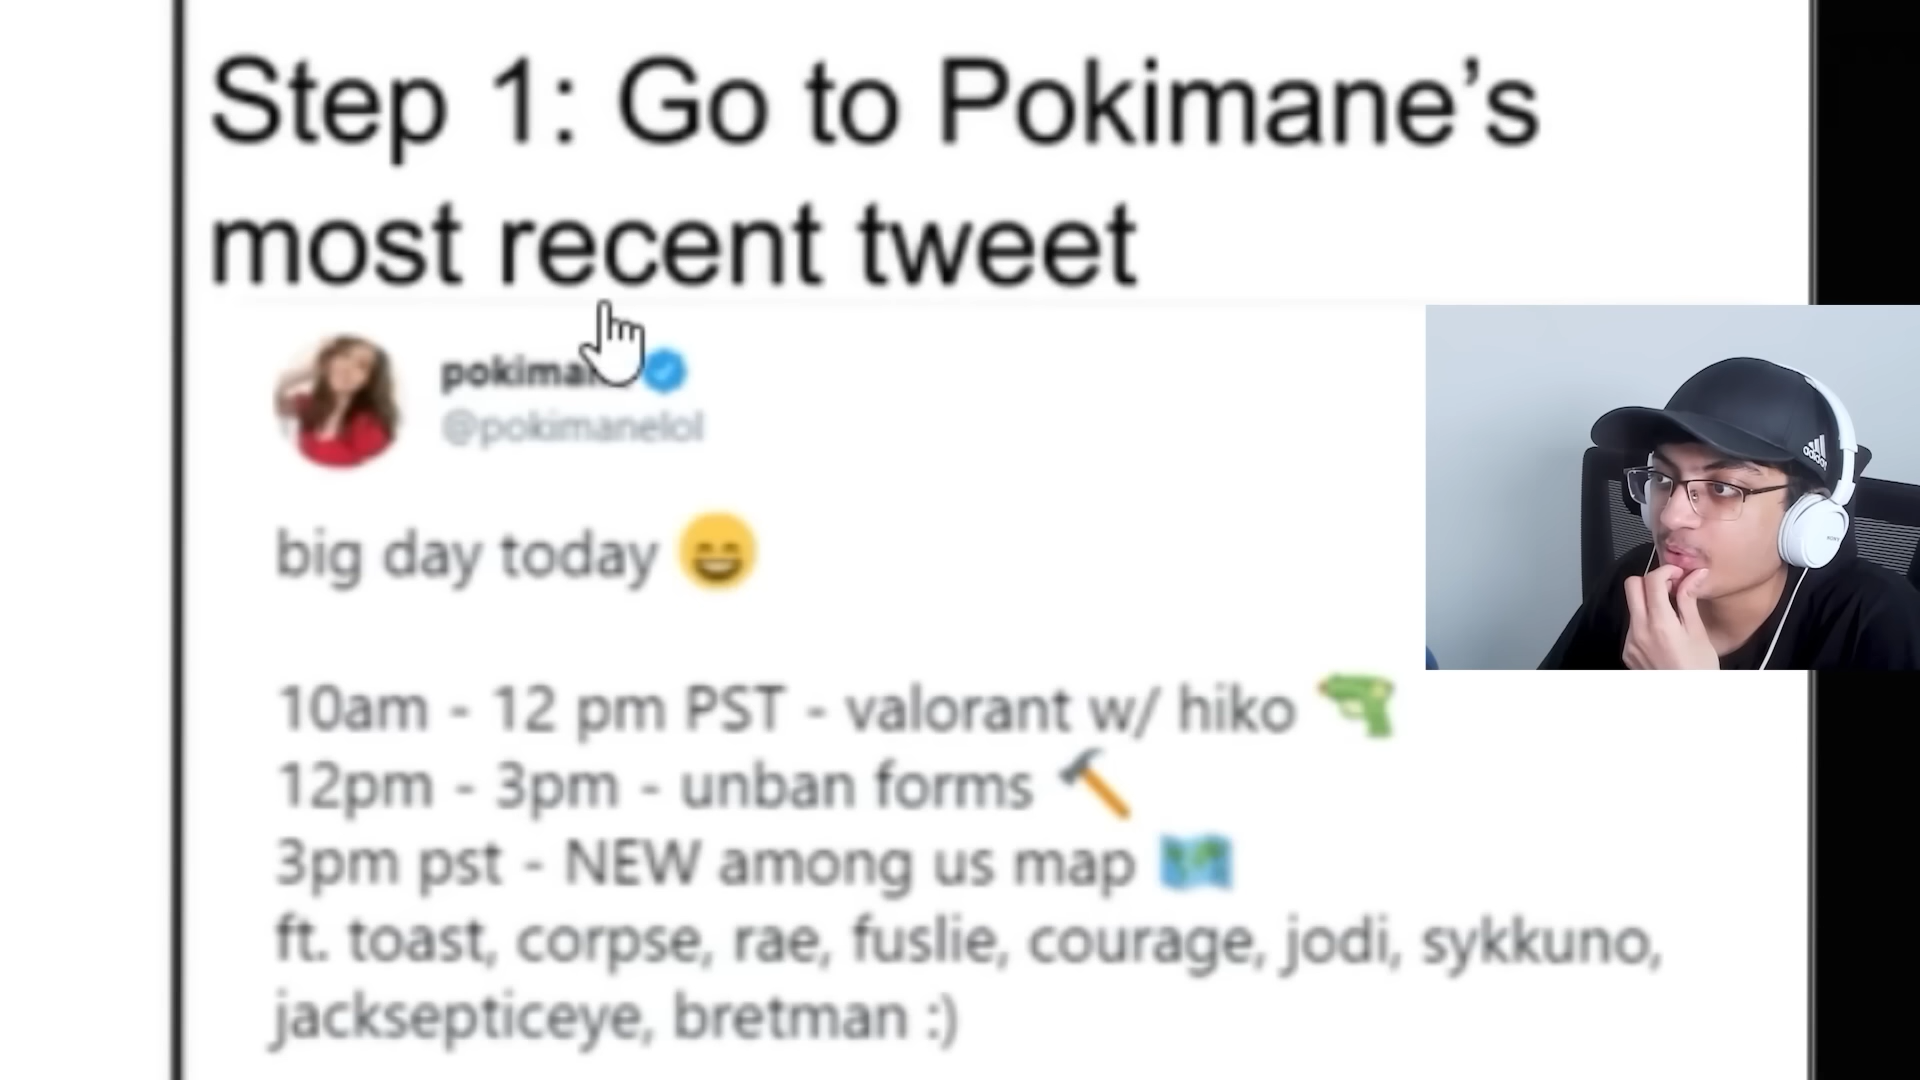 Step 1: Go to Pokimane's
most recent tweet
@pokimanelol
big day today 😄
10am - 12 pm PST - valorant w/ hiko 🔫
12pm - 3pm - unban forms 🔨
3pm pst - NEW among us map 🗺️
ft. toast, corpse, rae, fuslie, courage, jodi, sykkuno,
jacksepticeye, bretman :)
adidas
SONY